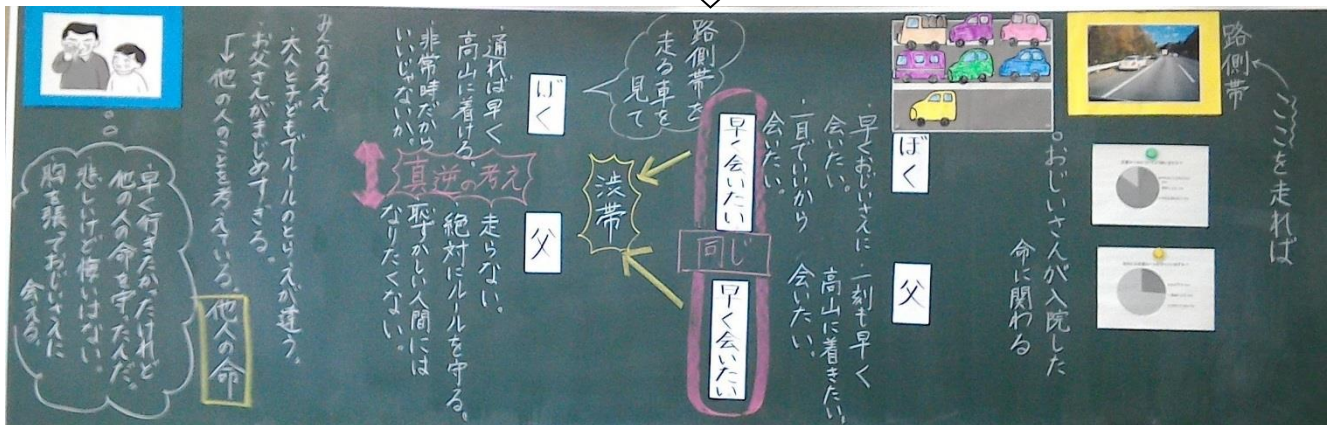 ここを走れば
路側帯
。おじいさんが入院した
命に関わる
ぼく
・早くおじいさんに
会いたい。
・一目でいいから
会いたい。
父
・一刻も早く
高山に着きたい。
会いたい。
早く会いたい
同じ
早く会いたい
渋帯
路側帯を
走る車を
見て
ぼく
・通れば早く
高山に着ける。
・非常時だから
いいじゃないか。
真逆の考え
父
・走らない。
・絶対にルールを守る。
・恥ずかしい人間には
なりたくない。
みんなの考え
・大人と子どもでルールのとりえが違う。
・お父さんがまじめすぎる。
↓他の人のことを考えている。
他人の命
・早く行きたかったけれど
他の人の命を守ったんだ。
・悲しいけど悔いはない。
・胸を張っておじいさんに
会える。